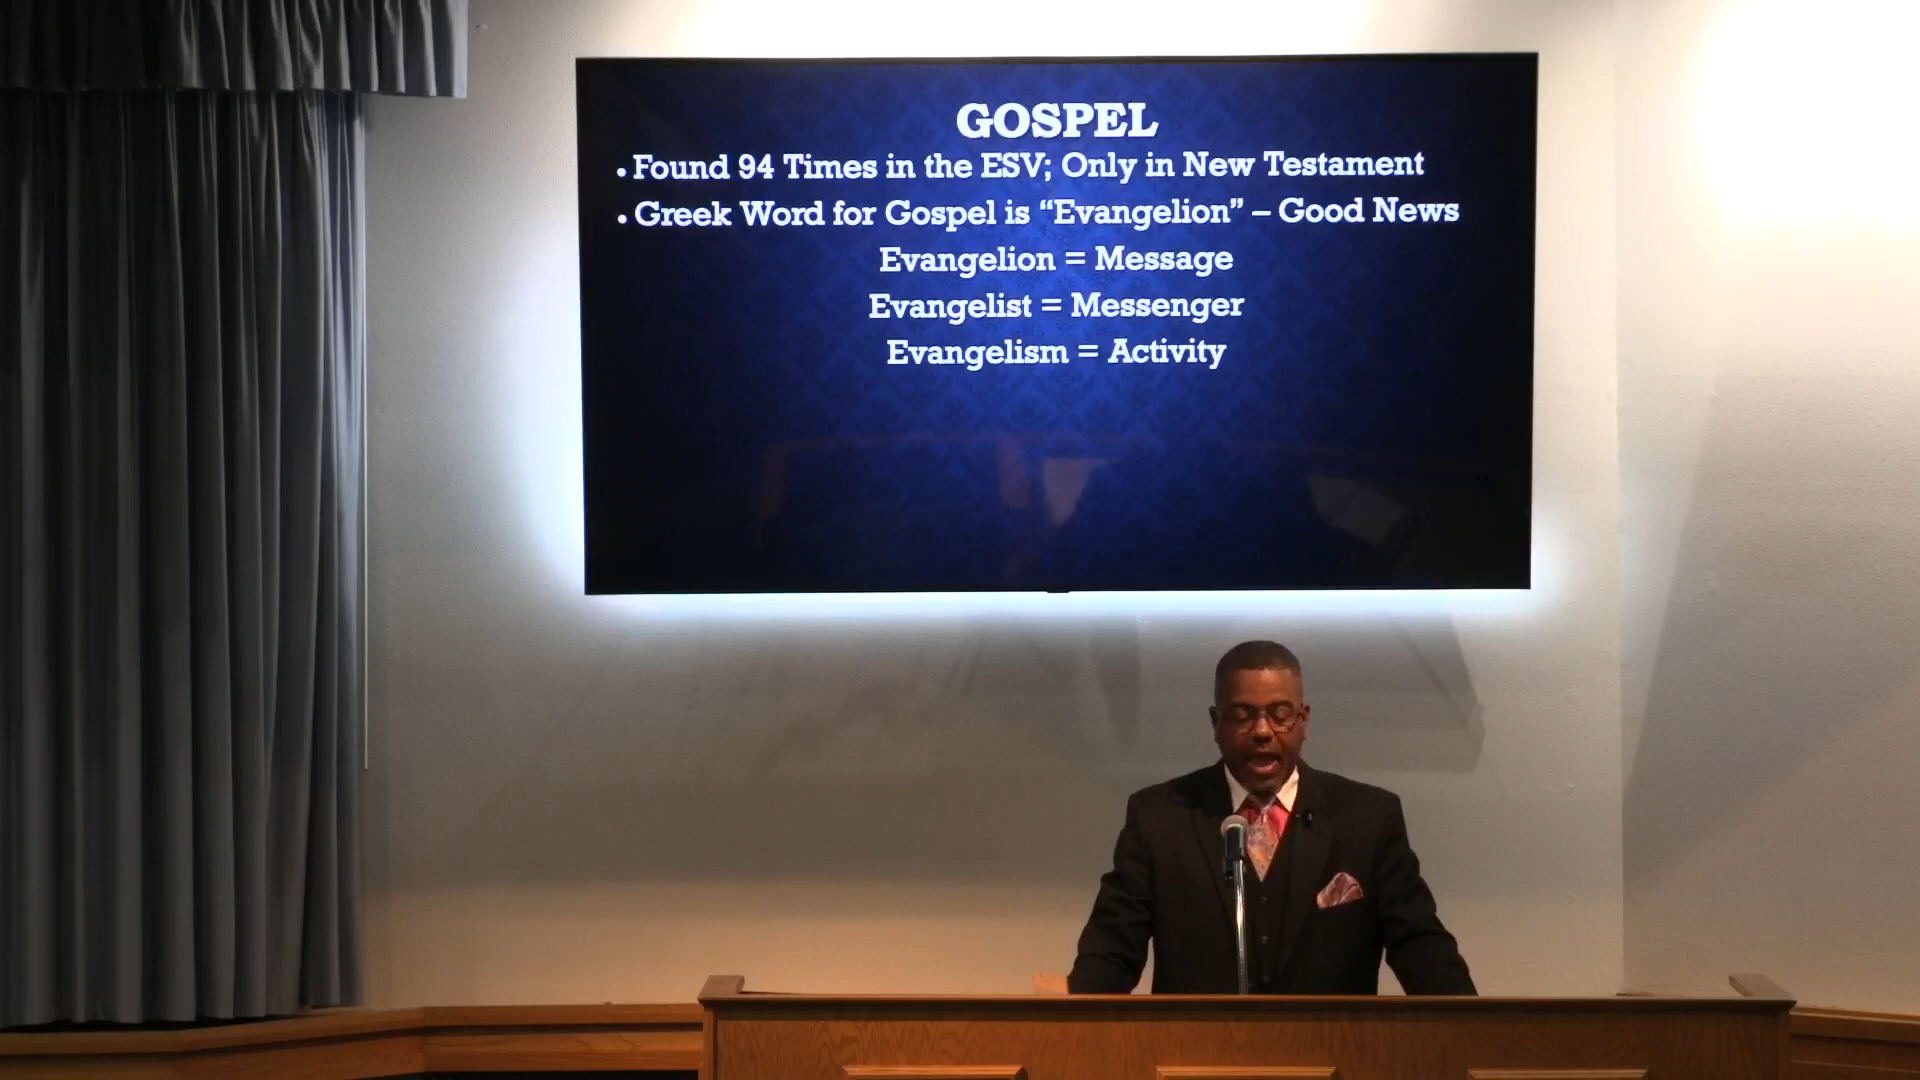 GOSPEL
• Found 94 Times in the ESV; Only in New Testament
• Greek Word for Gospel is “Evangelion” – Good News
Evangelion = Message
Evangelist = Messenger
Evangelism = Activity